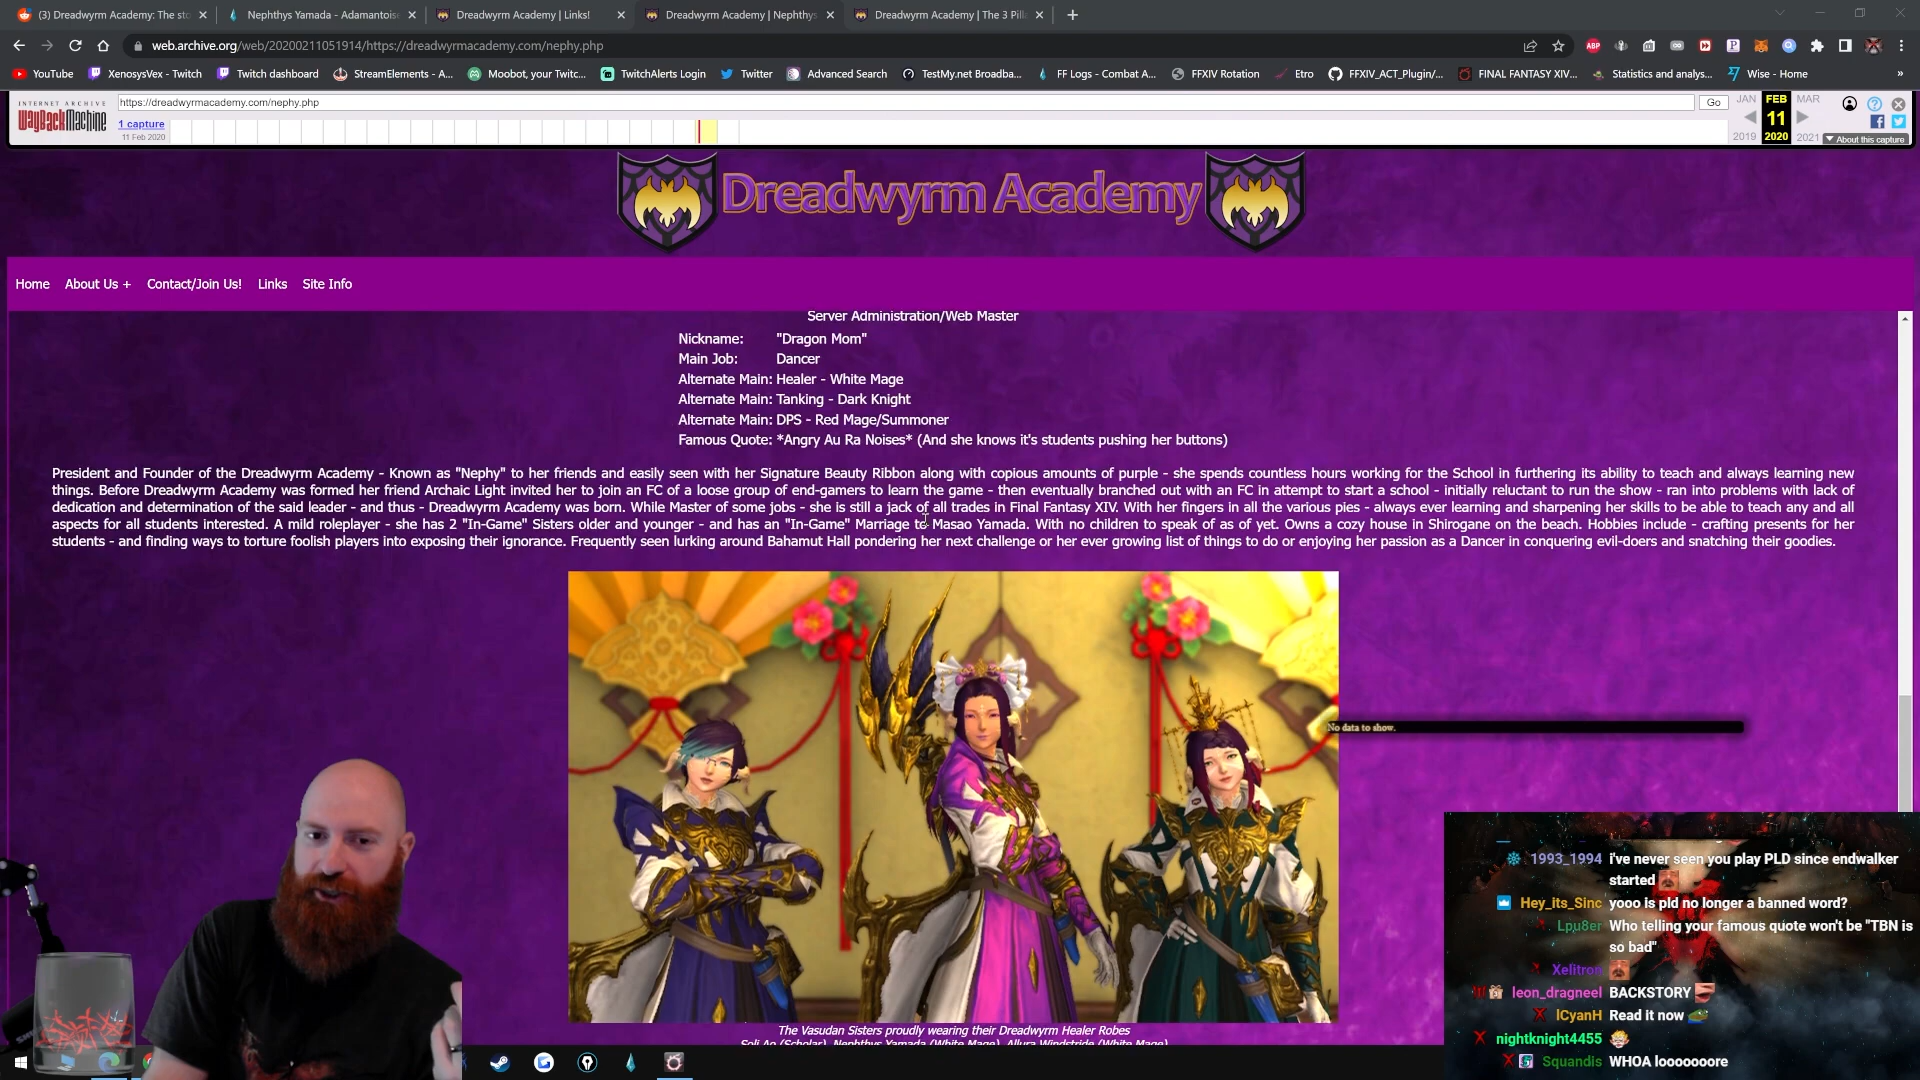 (3) Dreadwyrm Academy: The sto
Nephthys Yamada - Adamantoise
Dreadwyrm Academy | Links!
Dreadwyrm Academy | Nephthys
Dreadwyrm Academy | The 3 Pill
web.archive.org/web/20200211051914/https://dreadwyrmacademy.com/nephy.php
YouTube
XenosysVex - Twitch
Twitch dashboard
StreamElements - A...
Moobot, your Twitc...
TwitchAlerts Login
Twitter
Advanced Search
TestMy.net Broadba...
FF Logs - Combat A...
FFXIV Rotation
Etro
FFXIV_ACT_Plugin/...
FINAL FANTASY XIV...
Statistics and analys...
Wise - Home
»
INTERNET ARCHIVE
WayBackMachine
https://dreadwyrmacademy.com/nephy.php
Go
1 capture
11 Feb 2020
JAN FEB MAR
11
2019 2020 2021
About this capture
Dreadwyrm Academy
Home About Us + Contact/Join Us! Links Site Info
Server Administration/Web Master
Nickname: "Dragon Mom"
Main Job: Dancer
Alternate Main: Healer - White Mage
Alternate Main: Tanking - Dark Knight
Alternate Main: DPS - Red Mage/Summoner
Famous Quote: *Angry Au Ra Noises* (And she knows it's students pushing her buttons)
President and Founder of the Dreadwyrm Academy - Known as "Nephy" to her friends and easily seen with her Signature Beauty Ribbon along with copious amounts of purple - she spends countless hours working for the School in furthering its ability to teach and always learning new
things. Before Dreadwyrm Academy was formed her friend Archaic Light invited her to join an FC of a loose group of end-gamers to learn the game - then eventually branched out with an FC in attempt to start a school - initially reluctant to run the show - ran into problems with lack of
dedication and determination of the said leader - and thus - Dreadwyrm Academy was born. While Master of some jobs - she is still a jack of all trades in Final Fantasy XIV. With her fingers in all the various pies - always ever learning and sharpening her skills to be able to teach any and all
aspects for all students interested. A mild roleplayer - she has 2 "In-Game" Sisters older and younger - and has an "In-Game" Marriage to Masao Yamada. With no children to speak of as of yet. Owns a cozy house in Shirogane on the beach. Hobbies include - crafting presents for her
students - and finding ways to torture foolish players into exposing their ignorance. Frequently seen lurking around Bahamut Hall pondering her next challenge or her ever growing list of things to do or enjoying her passion as a Dancer in conquering evil-doers and snatching their goodies.
No data to show.
The Vasudan Sisters proudly wearing their Dreadwyrm Healer Robes
Soli Ao (Scholar), Nephthys Yamada (White Mage), Allura Windstride (White Mage)
1993_1994 i've never seen you play PLD since endwalker
started
Hey_its_Sinc yooo is pld no longer a banned word?
Lpu8er Who telling your famous quote won't be "TBN is
so bad"
Xelitron
leon_dragneel BACKSTORY
ICyanH Read it now
nightknight4455
Squandis WHOA looooooore